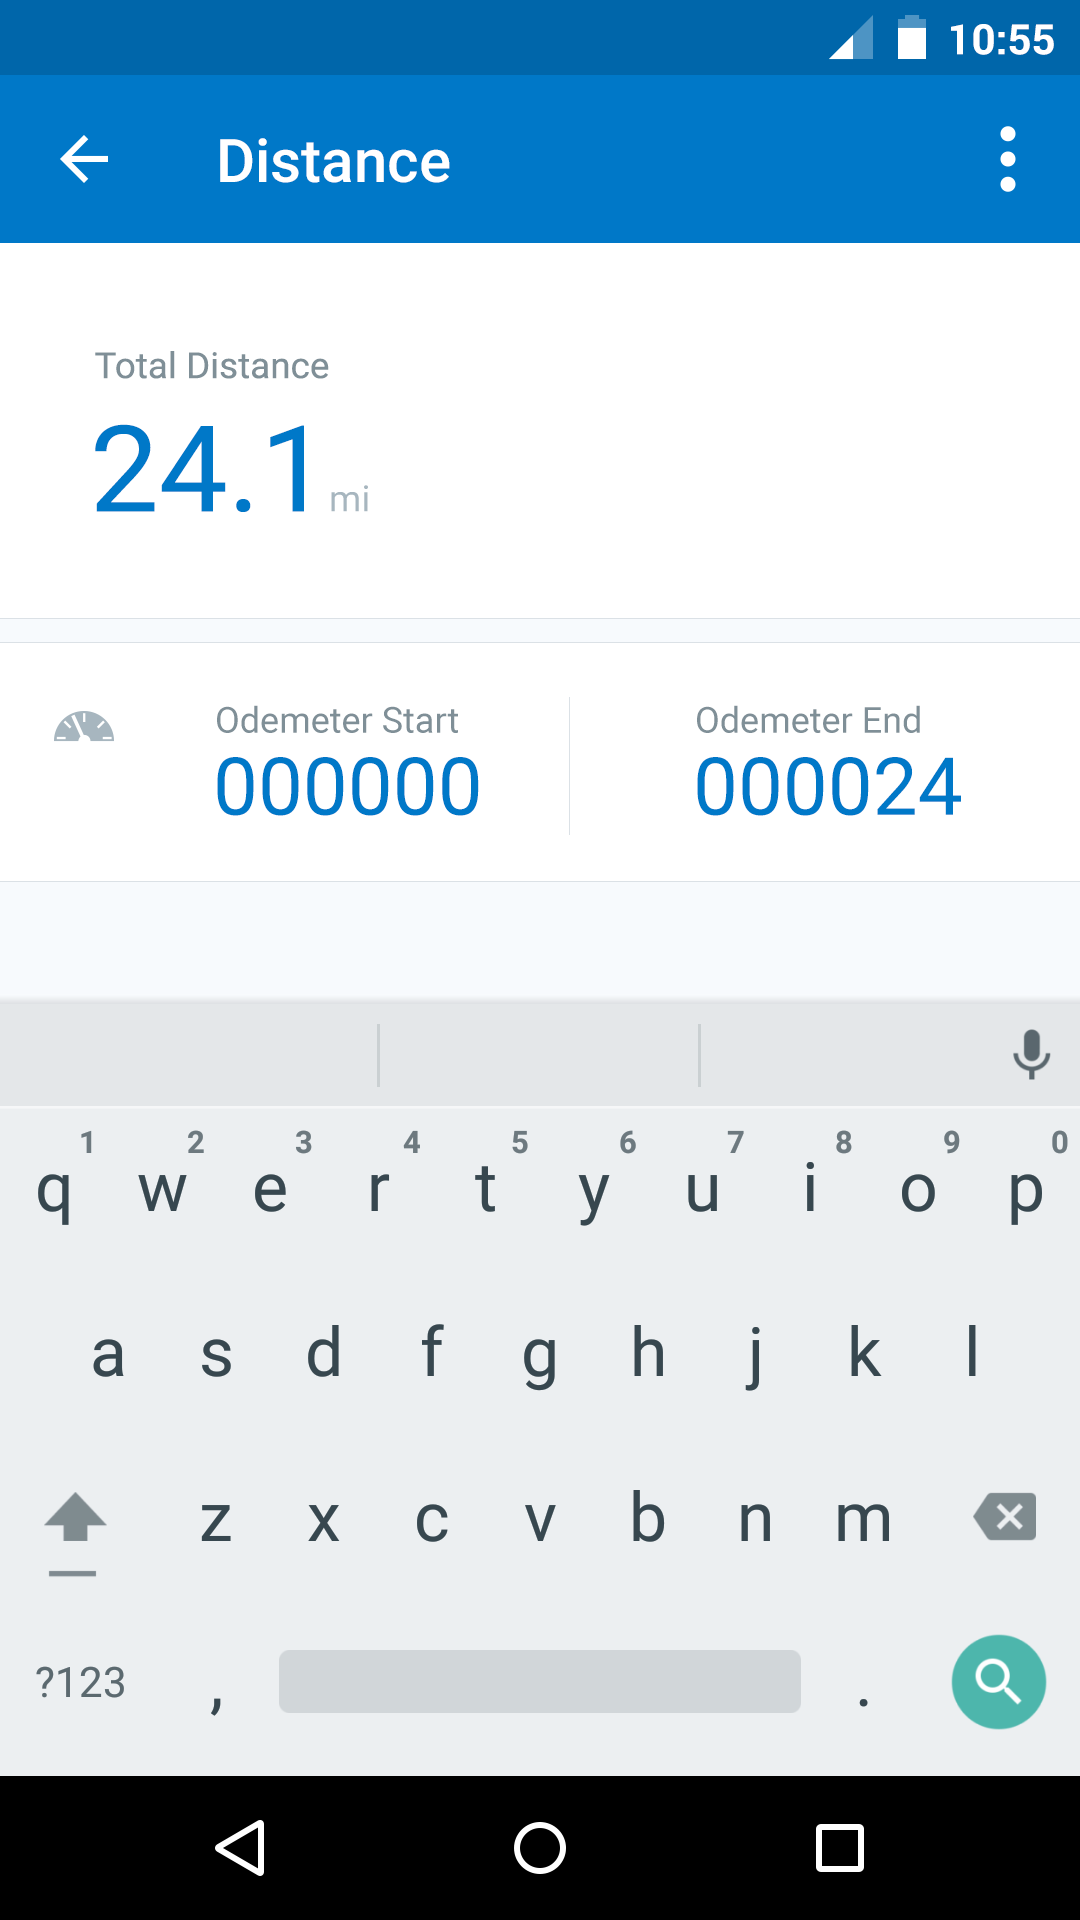 10:55
Distance
Total Distance
24.1 mi
Odemeter Start
Odemeter End
000000
000024
1 2 3 4 5 6 7 8 9 0
q w e r t y u i o p
a s d f g h j k l
z x c v b n m
?123 , .